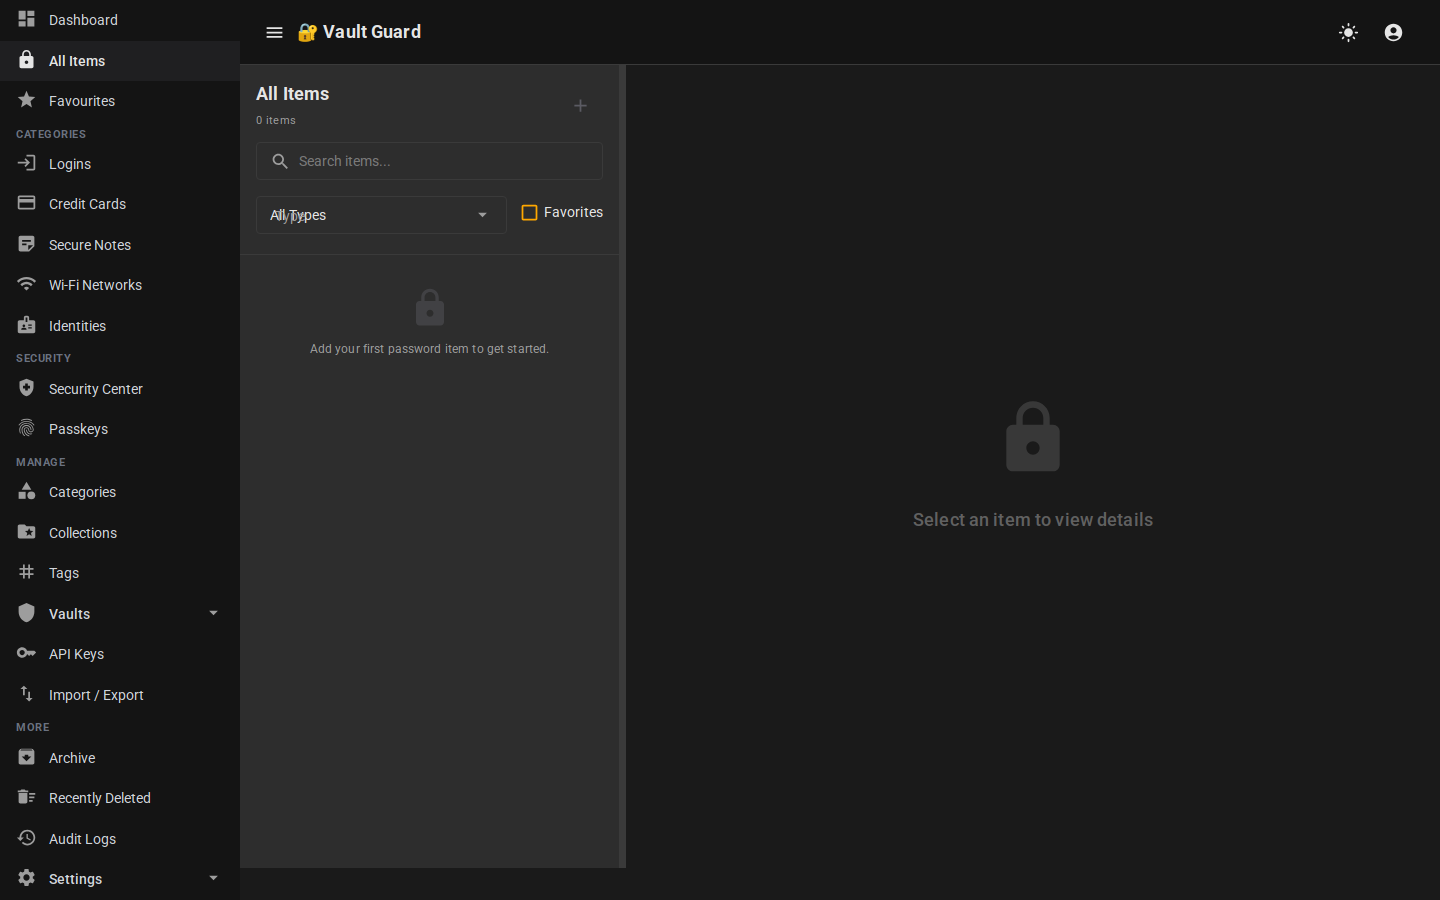 Dashboard
All Items
Favourites
CATEGORIES
Logins
Credit Cards
Secure Notes
Wi-Fi Networks
Identities
SECURITY
Security Center
Passkeys
MANAGE
Categories
Collections
Tags
Vaults
API Keys
Import / Export
MORE
Archive
Recently Deleted
Audit Logs
Settings
🔐 Vault Guard
All Items
0 items
Search items...
Type
All Types
Favorites
Add your first password item to get started.
Select an item to view details